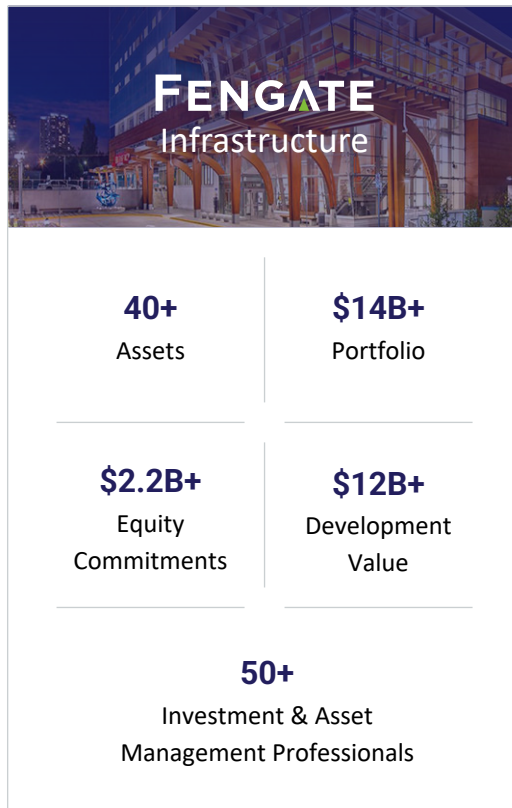 FENGATE
Infrastructure
40+
Assets
$14B+
Portfolio
$2.2B+
Equity
Commitments
$12B+
Development
Value
50+
Investment & Asset
Management Professionals